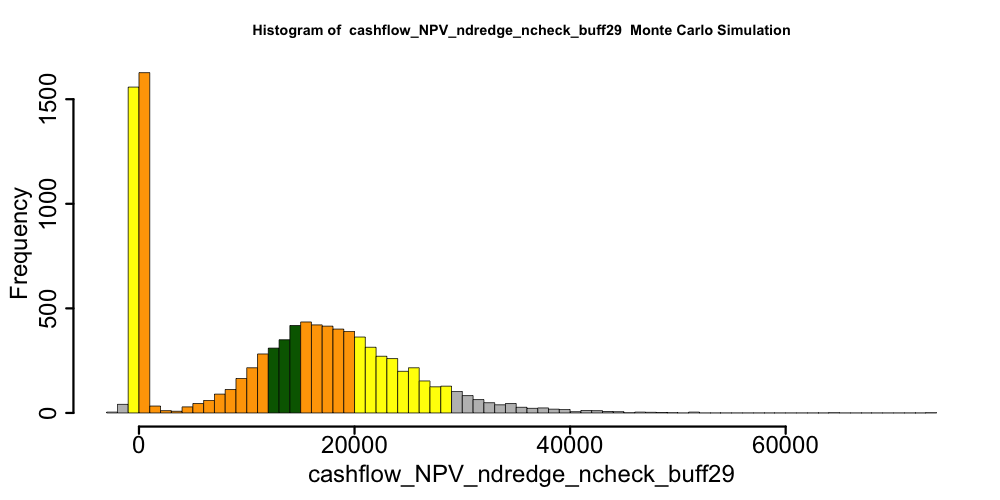 Histogram of  cashflow_NPV_ndredge_ncheck_buff29  Monte Carlo Simulation
Frequency
1500
1000
500
0
0 20000 40000 60000
cashflow_NPV_ndredge_ncheck_buff29